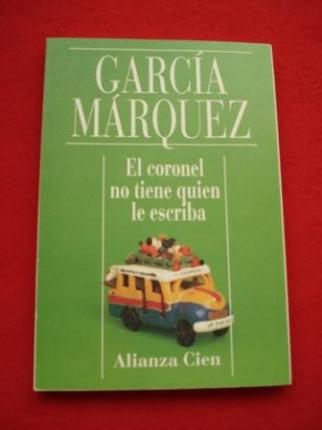 GARCÍA
MÁRQUEZ
El coronel
no tiene quien
le escriba
Alianza Cien